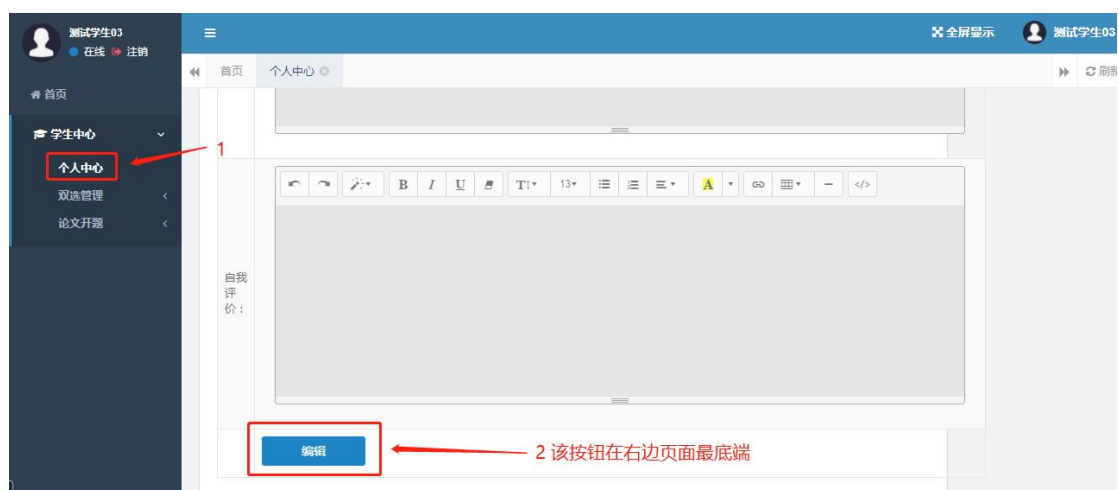 测试学生03
在线 注销
全屏显示
测试学生03
首页
个人中心
刷新
首页
学生中心
个人中心
1
双选管理
论文开题
B I U TI 13 A </>
自我
评
价：
编辑
2 该按钮在右边页面最底端